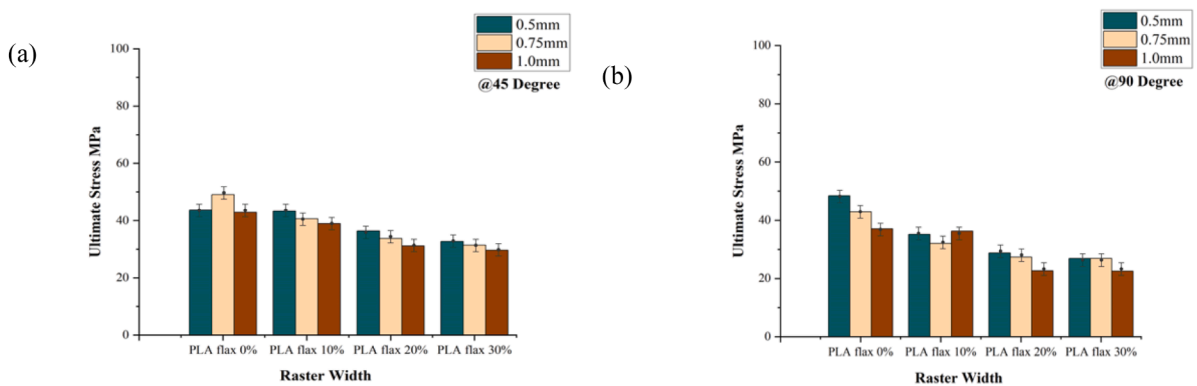 (a)
0.5mm
0.75mm
1.0mm
@45 Degree
100
80
60
40
20
0
Ultimate Stress MPa
PLA flax 0% PLA flax 10% PLA flax 20% PLA flax 30%
Raster Width
(b)
0.5mm
0.75mm
1.0mm
@90 Degree
100
80
60
40
20
0
Ultimate Stress MPa
PLA flax 0% PLA flax 10% PLA flax 20% PLA flax 30%
Raster Width